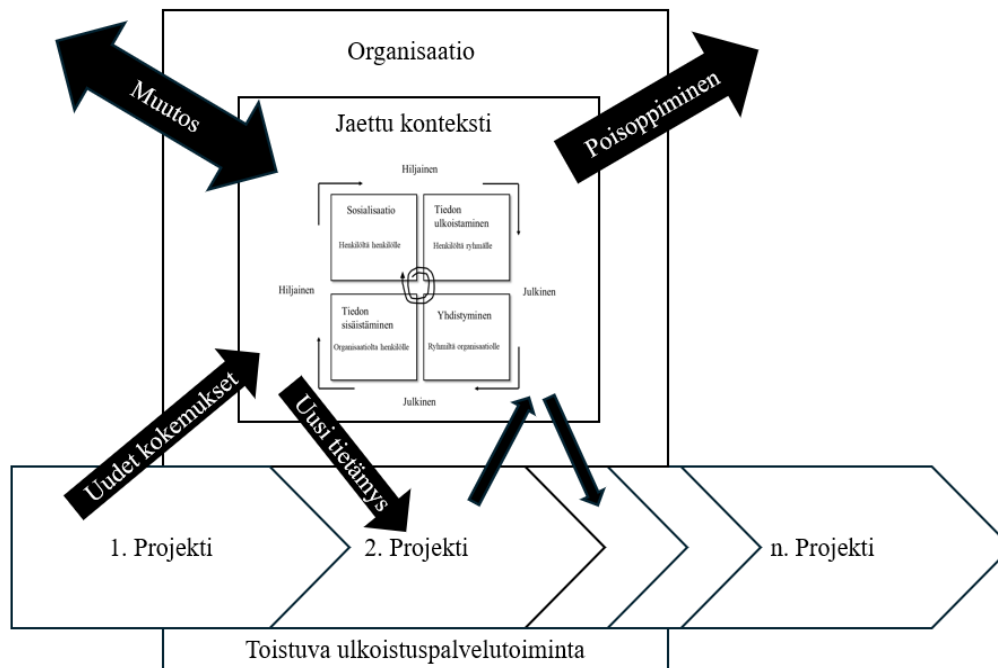 Organisaatio
Muutos
Poisoppiminen
Jaettu konteksti
Hiljainen
Sosialisaatio
Henkilöltä henkilölle
Tiedon
ulkoistaminen
Henkilöltä ryhmälle
Hiljainen
Julkinen
Tiedon
sisäistäminen
Organisaatiolta henkilölle
Yhdistyminen
Ryhmiltä organisaatiolle
Julkinen
Uudet kokemukset
Uusi tietämys
1. Projekti
2. Projekti
n. Projekti
Toistuva ulkoistuspalvelutoiminta